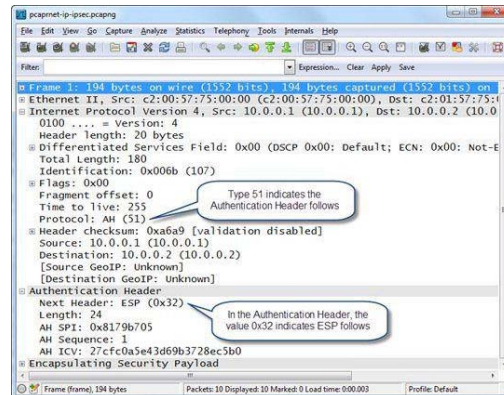 pcaprnet-ip-ipsec.pcapng
File Edit View Go Capture Analyze Statistics Telephony Tools Internals Help
Filter: Expression... Clear Apply Save
Frame 1: 194 bytes on wire (1552 bits), 194 bytes captured (1552 bits) on
Ethernet II, Src: c2:00:57:75:00:00 (c2:00:57:75:00:00), Dst: c2:01:57:75:
Internet Protocol Version 4, Src: 10.0.0.1 (10.0.0.1), Dst: 10.0.0.2 (10.0
0100 .... = Version: 4
Header length: 20 bytes
Differentiated Services Field: 0x00 (DSCP 0x00: Default; ECN: 0x00: Not-E
Total Length: 180
Identification: 0x006b (107)
Flags: 0x00
Fragment offset: 0
Time to live: 255
Protocol: AH (51)
Type 51 indicates the
Authentication Header follows
Header checksum: 0xa6a9 [validation disabled]
Source: 10.0.0.1 (10.0.0.1)
Destination: 10.0.0.2 (10.0.0.2)
[Source GeoIP: Unknown]
[Destination GeoIP: Unknown]
Authentication Header
Next Header: ESP (0x32)
Length: 24
AH SPI: 0x8179b705
AH Sequence: 1
AH ICV: 27cfc0a5e43d69b3728ec5b0
In the Authentication Header, the
value 0x32 indicates ESP follows
Encapsulating Security Payload
Frame (frame), 194 bytes Packets: 10 Displayed: 10 Marked: 0 Load time: 0:00.003 Profile: Default